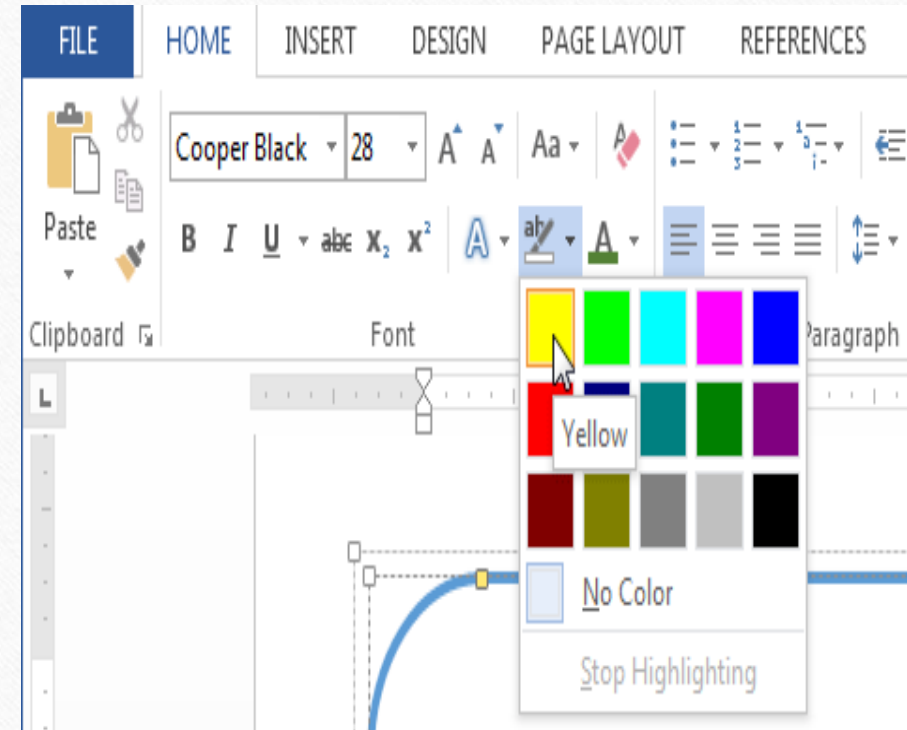 FILE HOME INSERT DESIGN PAGE LAYOUT REFERENCES
Cooper Black 28 A A Aa
Paste B I U abc X₂ X² A ab A
Clipboard Font Paragraph
L
Yellow
No Color
Stop Highlighting